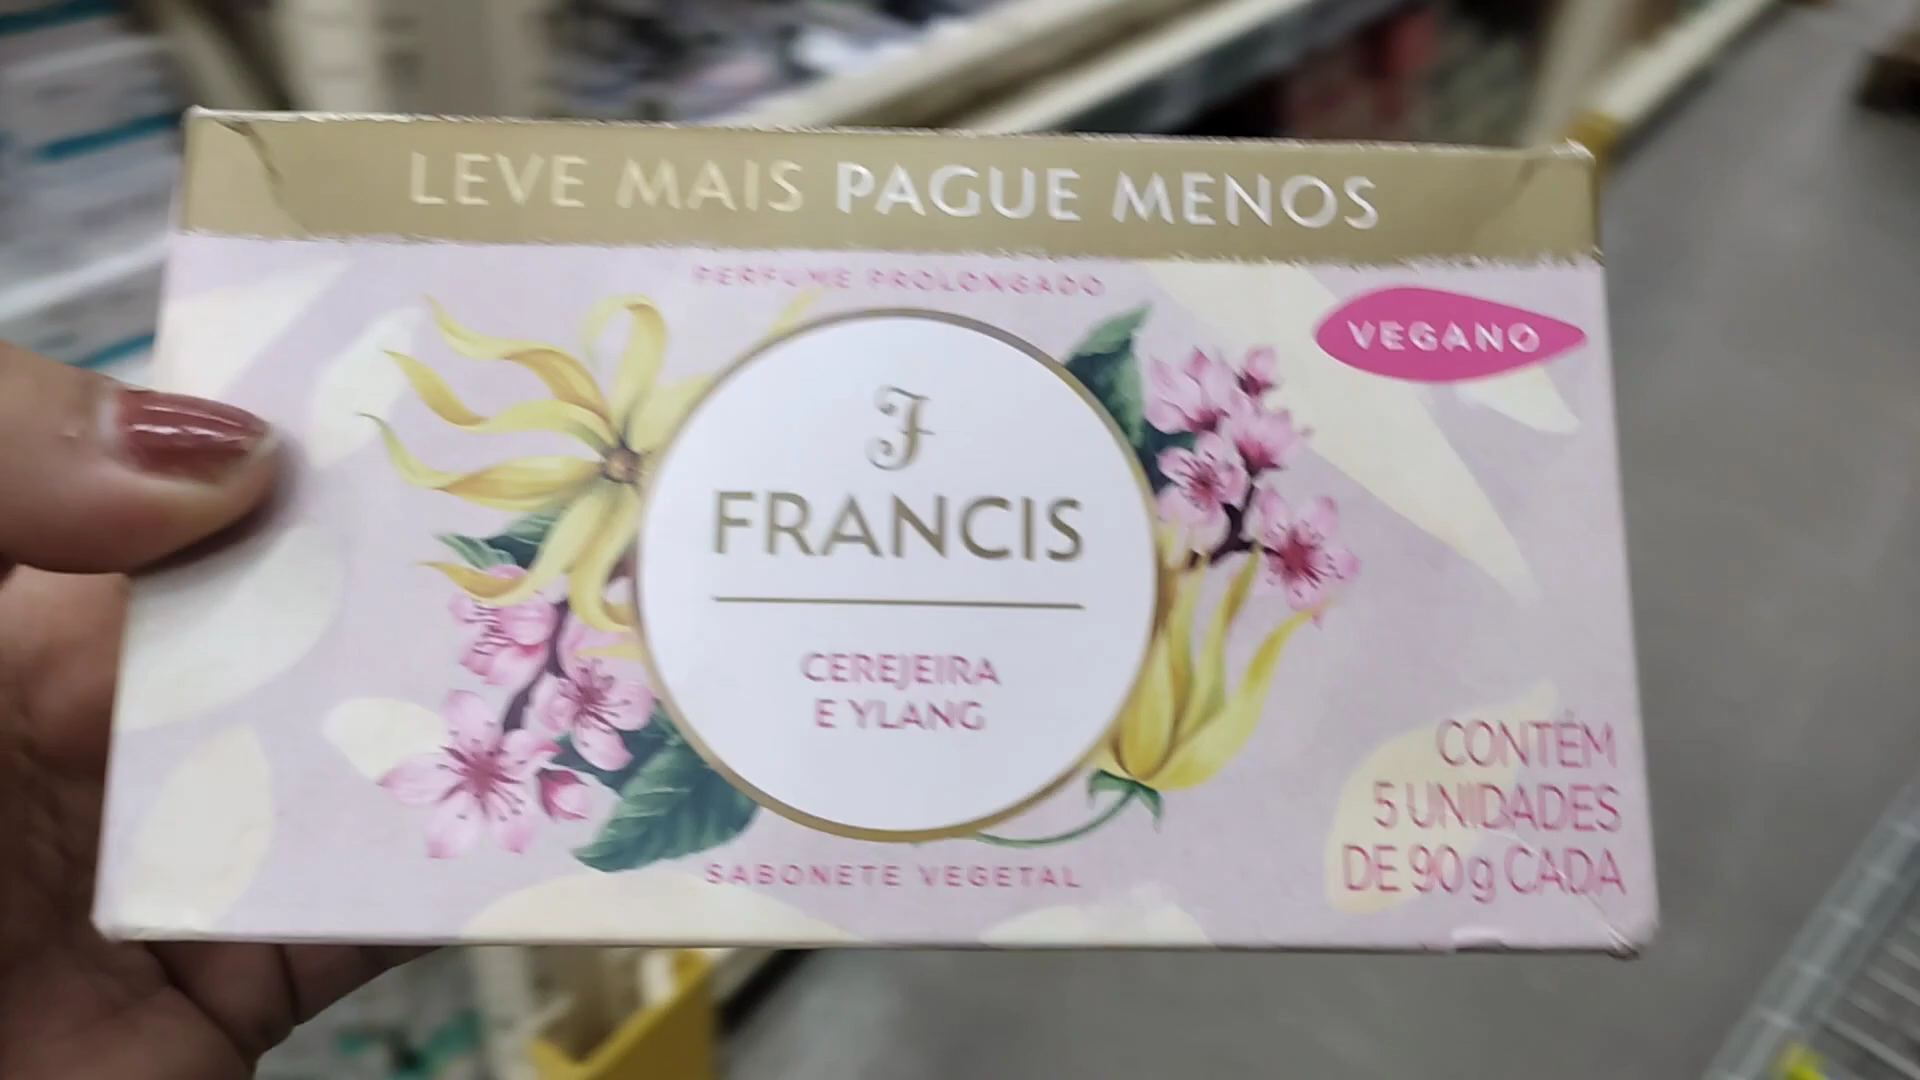 LEVE MAIS PAGUE MENOS
PERFUME PROLONGADO
VEGANO
F
FRANCIS
CEREJEIRA
E YLANG
CONTÉM
5 UNIDADES
DE 90g CADA
SABONETE VEGETAL